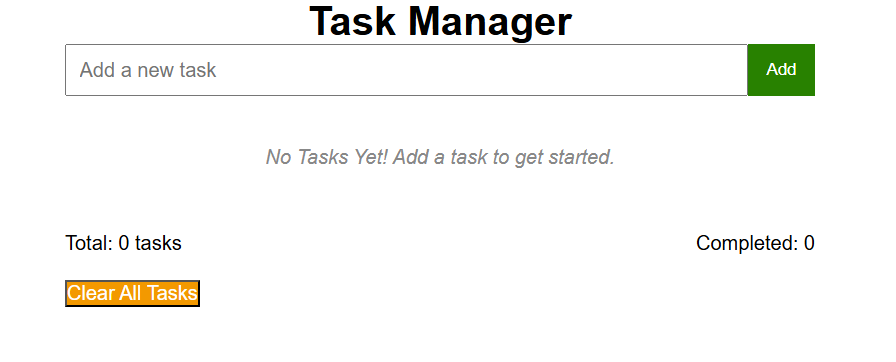 Task Manager
Add a new task
Add
No Tasks Yet! Add a task to get started.
Total: 0 tasks
Completed: 0
Clear All Tasks